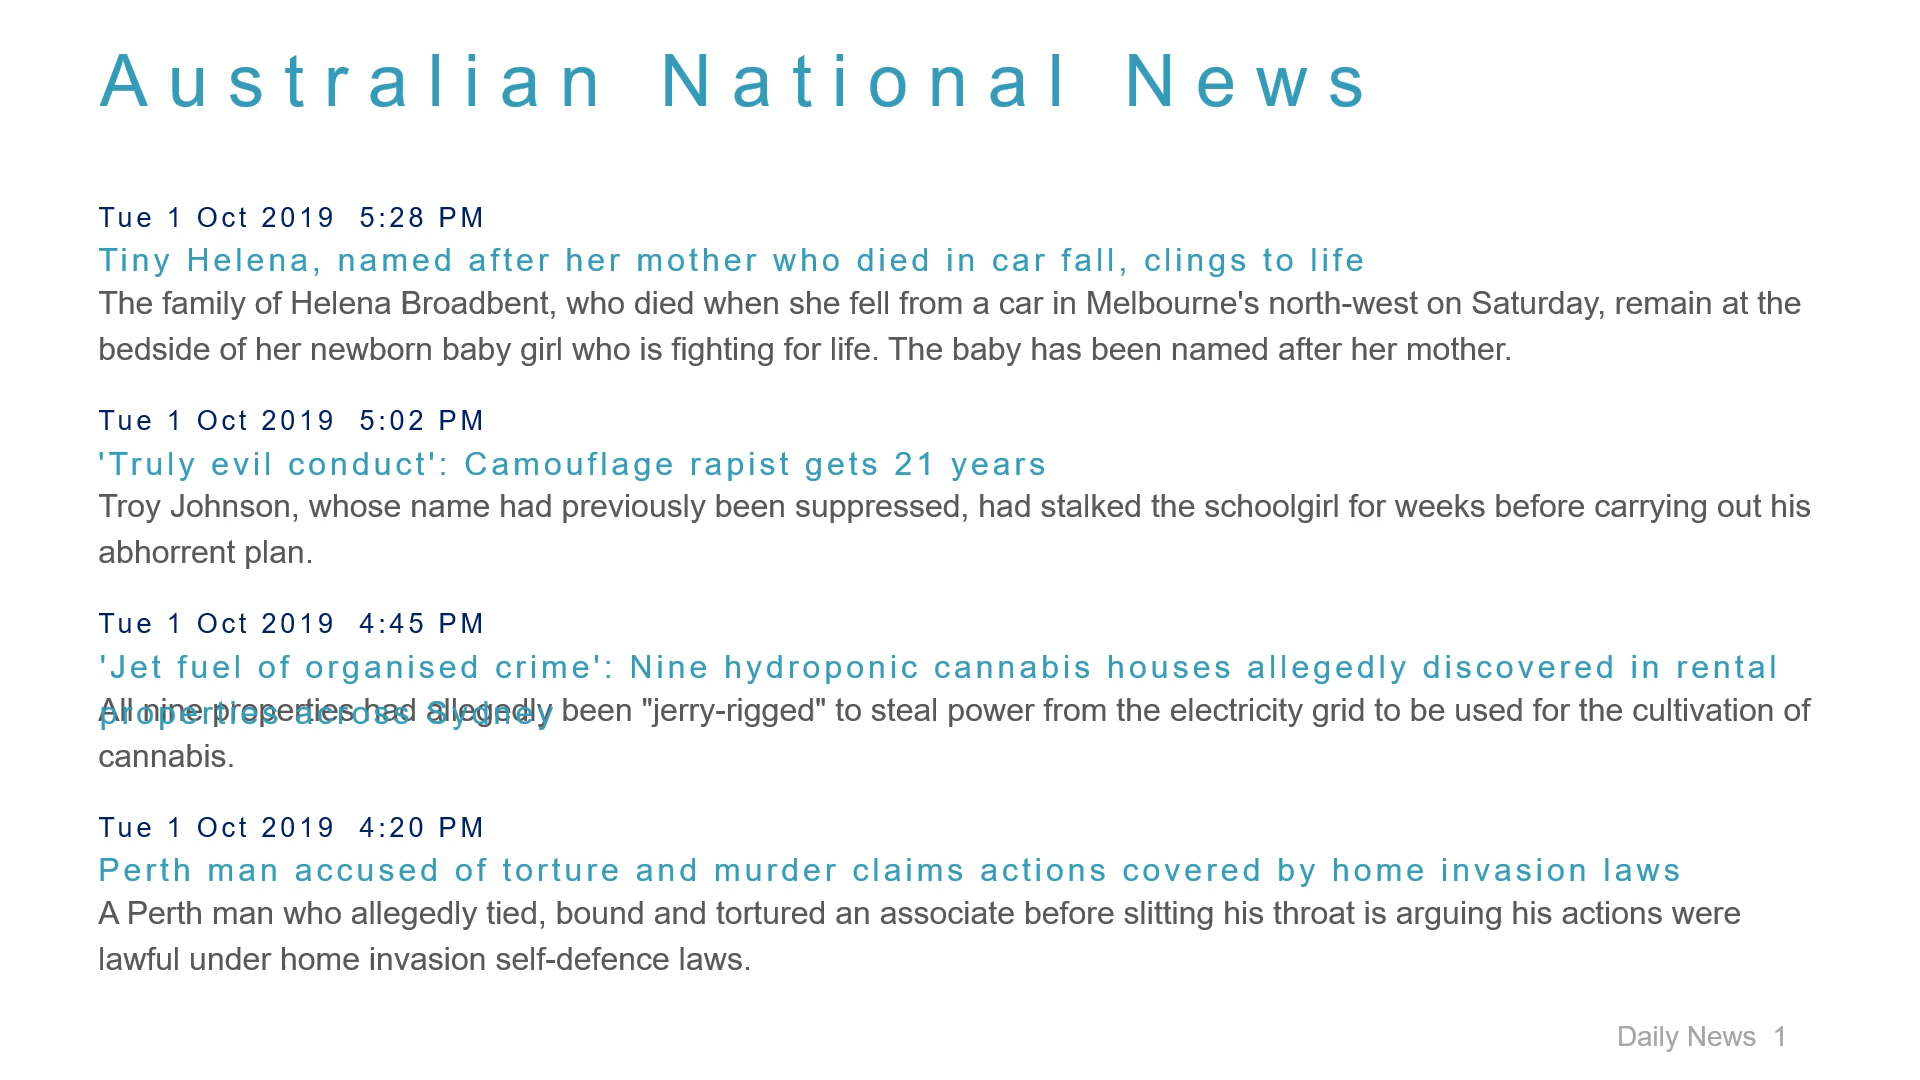 Australian National News
Tue 1 Oct 2019  5:28 PM
Tiny Helena, named after her mother who died in car fall, clings to life
The family of Helena Broadbent, who died when she fell from a car in Melbourne's north-west on Saturday, remain at the
bedside of her newborn baby girl who is fighting for life. The baby has been named after her mother.
Tue 1 Oct 2019  5:02 PM
'Truly evil conduct': Camouflage rapist gets 21 years
Troy Johnson, whose name had previously been suppressed, had stalked the schoolgirl for weeks before carrying out his
abhorrent plan.
Tue 1 Oct 2019  4:45 PM
'Jet fuel of organised crime': Nine hydroponic cannabis houses allegedly discovered in rental
properties across Sydney
All nine properties had allegedly been "jerry-rigged" to steal power from the electricity grid to be used for the cultivation of
cannabis.
Tue 1 Oct 2019  4:20 PM
Perth man accused of torture and murder claims actions covered by home invasion laws
A Perth man who allegedly tied, bound and tortured an associate before slitting his throat is arguing his actions were
lawful under home invasion self-defence laws.
Daily News  1